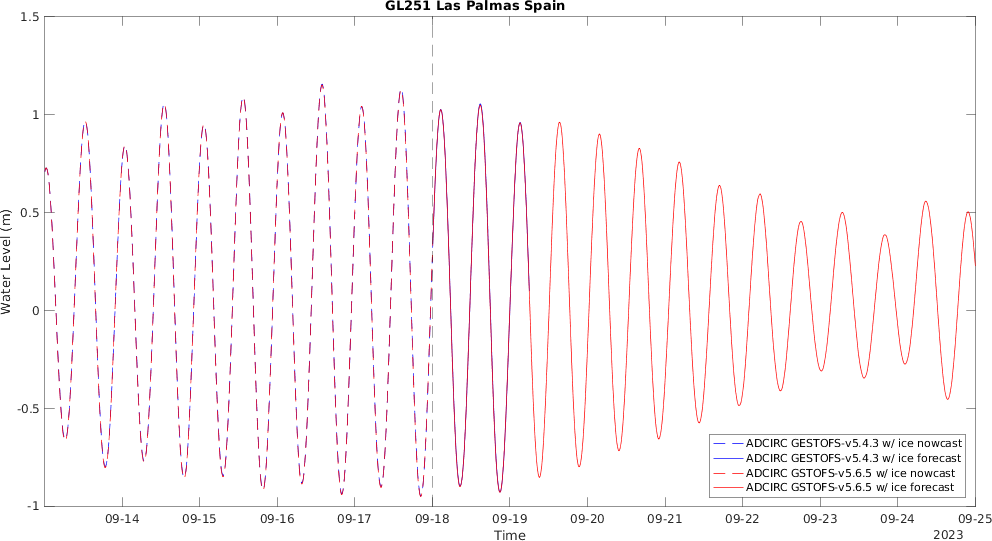 GL251 Las Palmas Spain
1.5
1
0.5
0
-0.5
-1
Water Level (m)
09-14 09-15 09-16 09-17 09-18 09-19 09-20 09-21 09-22 09-23 09-24 09-25
Time
2023
ADCIRC GESTOFS-v5.4.3 w/ ice nowcast
ADCIRC GESTOFS-v5.4.3 w/ ice forecast
ADCIRC GSTOFS-v5.6.5 w/ ice nowcast
ADCIRC GSTOFS-v5.6.5 w/ ice forecast